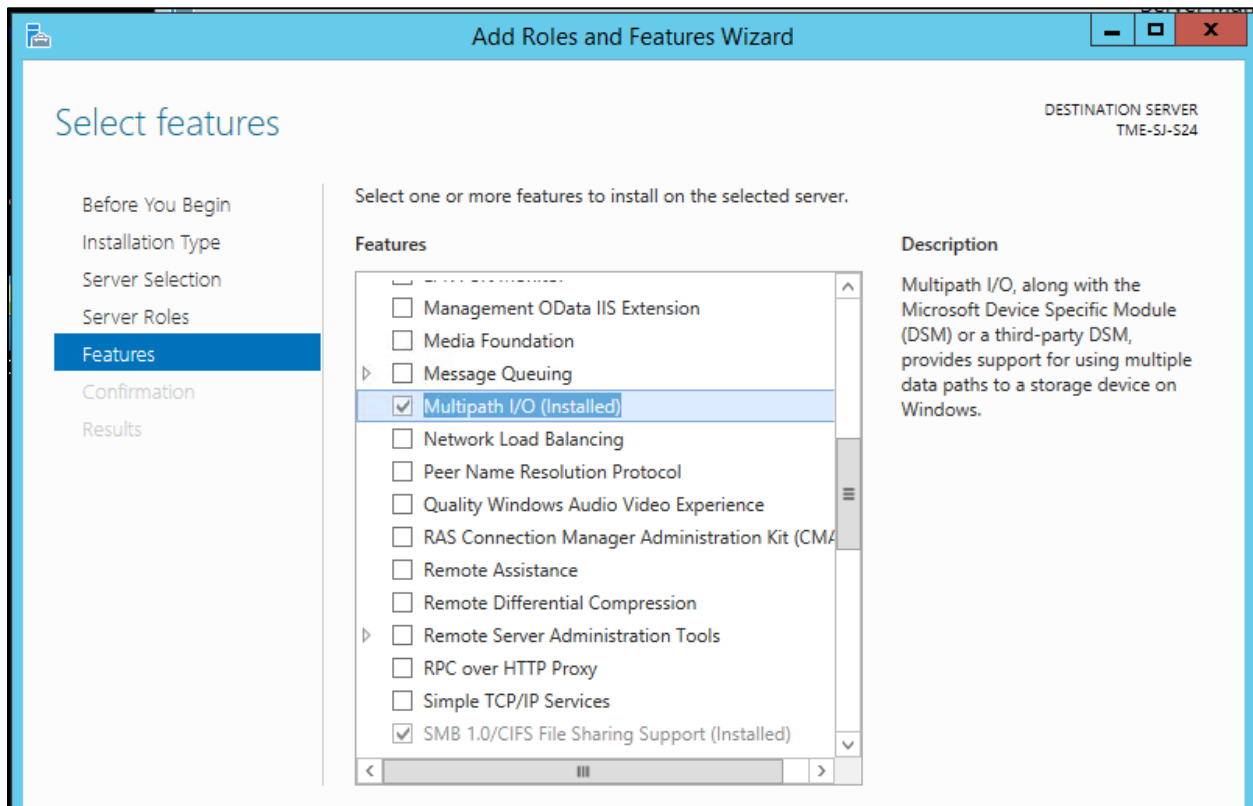 Add Roles and Features Wizard
Select features
DESTINATION SERVER
TME-SJ-S24
Before You Begin
Installation Type
Server Selection
Server Roles
Features
Confirmation
Results
Select one or more features to install on the selected server.
Features
Management OData IIS Extension
Media Foundation
Message Queuing
Multipath I/O (Installed)
Network Load Balancing
Peer Name Resolution Protocol
Quality Windows Audio Video Experience
RAS Connection Manager Administration Kit (CMA
Remote Assistance
Remote Differential Compression
Remote Server Administration Tools
RPC over HTTP Proxy
Simple TCP/IP Services
SMB 1.0/CIFS File Sharing Support (Installed)
Description
Multipath I/O, along with the
Microsoft Device Specific Module
(DSM) or a third-party DSM,
provides support for using multiple
data paths to a storage device on
Windows.